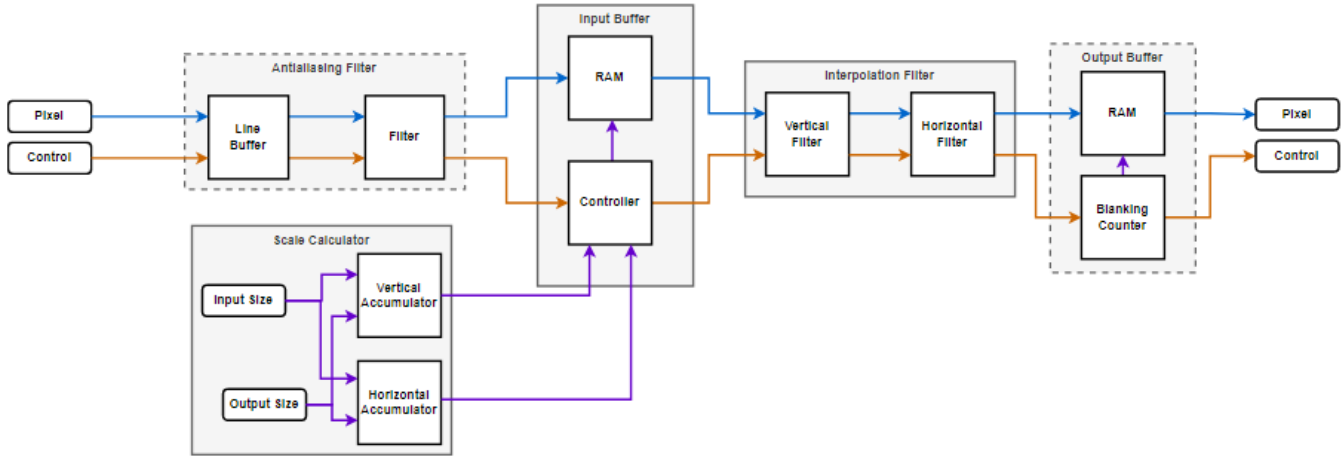 Input Buffer
Antialiasing Filter
RAM
Interpolation Filter
Output Buffer
Pixel
Control
Line
Buffer
Filter
Controller
Vertical
Filter
Horizontal
Filter
RAM
Blanking
Counter
Pixel
Control
Scale Calculator
Input Size
Vertical
Accumulator
Output Size
Horizontal
Accumulator